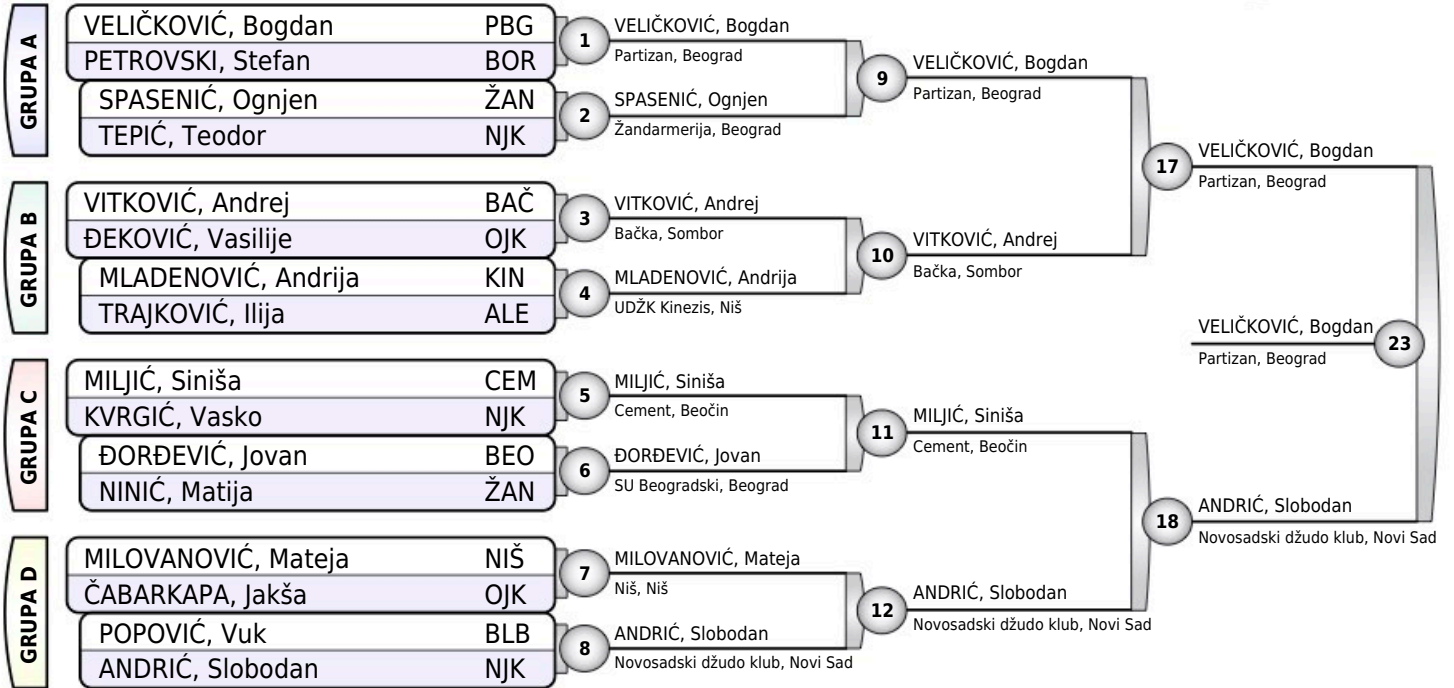 GRUPA A
VELIČKOVIĆ, Bogdan PBG
PETROVSKI, Stefan BOR
SPASENIĆ, Ognjen ŽAN
TEPIĆ, Teodor NJK
GRUPA B
VITKOVIĆ, Andrej BAČ
ĐEKOVIĆ, Vasilije OJK
MLADENOVIĆ, Andrija KIN
TRAJKOVIĆ, Ilija ALE
GRUPA C
MILJIĆ, Siniša CEM
KVRGIĆ, Vasko NJK
ĐORĐEVIĆ, Jovan BEO
NINIĆ, Matija ŽAN
GRUPA D
MILOVANOVIĆ, Mateja NIŠ
ČABARKAPA, Jakša OJK
POPOVIĆ, Vuk BLB
ANDRIĆ, Slobodan NJK
1
VELIČKOVIĆ, Bogdan
Partizan, Beograd
2
SPASENIĆ, Ognjen
Žandarmerija, Beograd
3
VITKOVIĆ, Andrej
Bačka, Sombor
4
MLADENOVIĆ, Andrija
UDŽK Kinezis, Niš
5
MILJIĆ, Siniša
Cement, Beočin
6
ĐORĐEVIĆ, Jovan
SU Beogradski, Beograd
7
MILOVANOVIĆ, Mateja
Niš, Niš
8
ANDRIĆ, Slobodan
Novosadski džudo klub, Novi Sad
9
VELIČKOVIĆ, Bogdan
Partizan, Beograd
10
VITKOVIĆ, Andrej
Bačka, Sombor
11
MILJIĆ, Siniša
Cement, Beočin
12
ANDRIĆ, Slobodan
Novosadski džudo klub, Novi Sad
17
VELIČKOVIĆ, Bogdan
Partizan, Beograd
18
ANDRIĆ, Slobodan
Novosadski džudo klub, Novi Sad
VELIČKOVIĆ, Bogdan
Partizan, Beograd
23